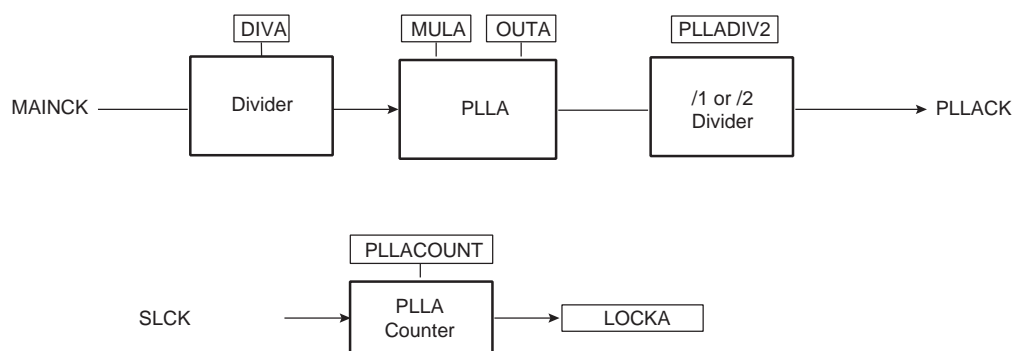 DIVA
MULA
OUTA
PLLADIV2
MAINCK
Divider
PLLA
/1 or /2
Divider
PLLACK
PLLACOUNT
SLCK
PLLA
Counter
LOCKA